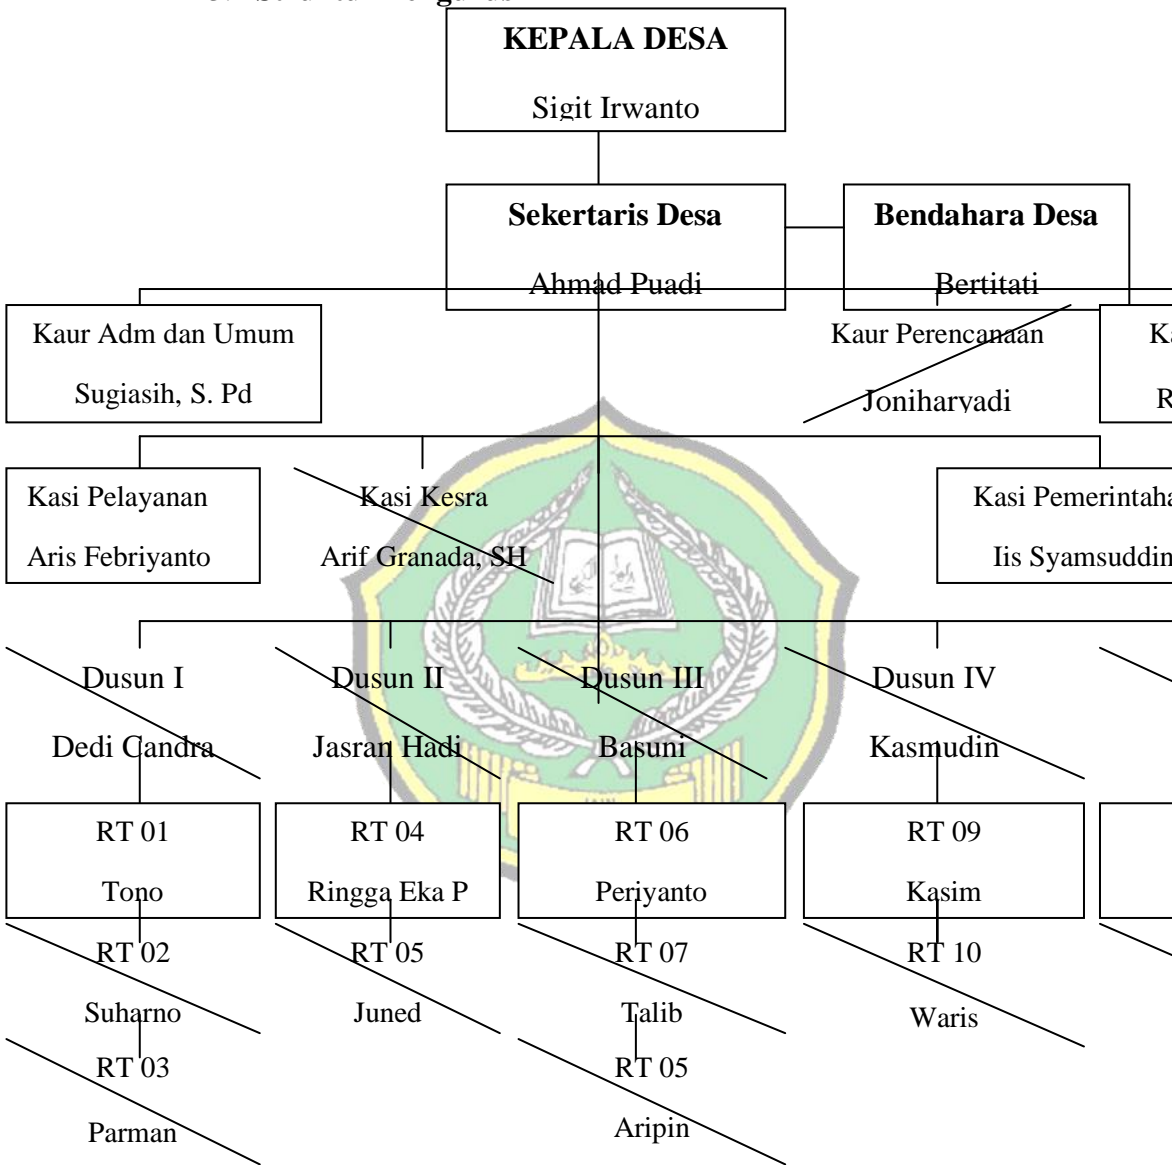 KEPALA DESA
Sigit Irwanto
Sekertaris Desa
Ahmad Puadi
Bendahara Desa
Bertitati
Kaur Adm dan Umum
Sugiasih, S. Pd
Kaur Perencanaan
Joniharyadi
Kasi Pelayanan
Aris Febriyanto
Kasi Kesra
Arif Granada, SH
Iis Syamsuddin
Dusun I
Dedi Candra
Dusun II
Jasran Hadi
Dusun III
Basuni
Dusun IV
Kasmudin
RT 01
Tono
RT 04
Ringga Eka P
RT 06
Periyanto
RT 09
Kasim
RT 02
Suharno
RT 05
Juned
RT 07
Talib
RT 10
Waris
RT 03
Parman
RT 05
Aripin